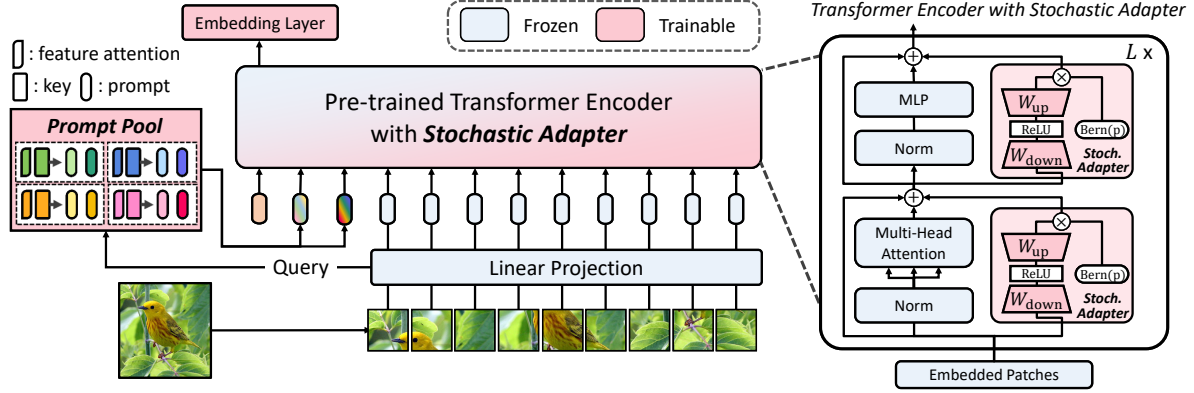 Embedding Layer
Frozen
Trainable
Transformer Encoder with Stochastic Adapter
: feature attention
: key
: prompt
Prompt Pool
Pre-trained Transformer Encoder
with Stochastic Adapter
Query
Linear Projection
L x
MLP
Norm
W_up
ReLU
W_down
Bern(p)
Stoch.
Adapter
Multi-Head
Attention
Norm
W_up
ReLU
W_down
Bern(p)
Stoch.
Adapter
Embedded Patches